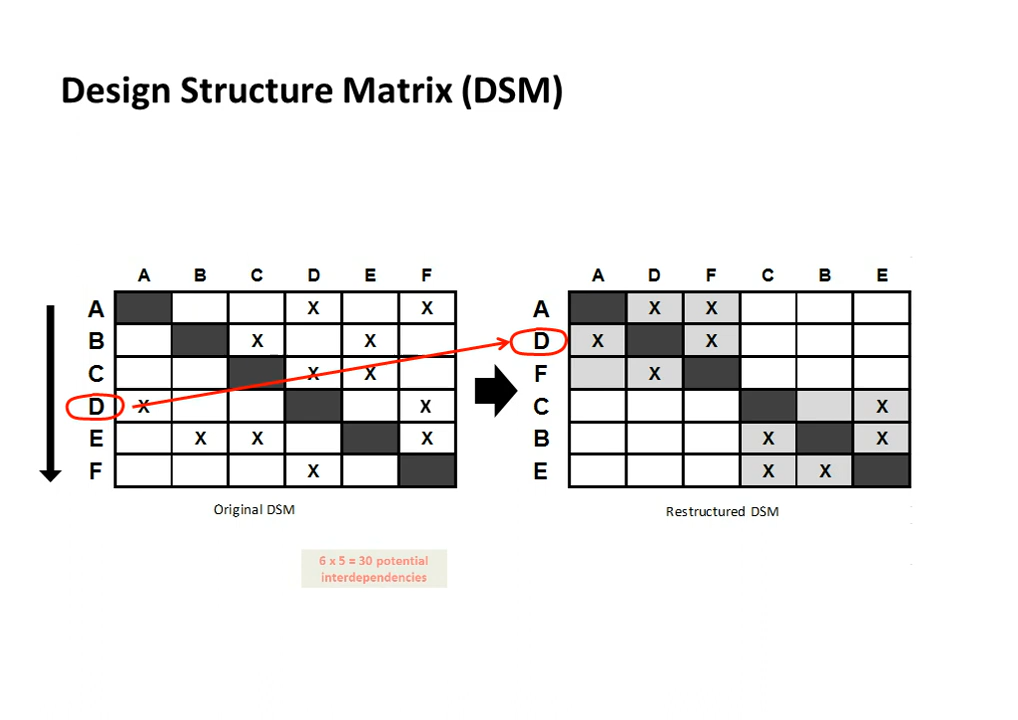 Design Structure Matrix (DSM)
A B C D E F
A X X
B X X
C X X
D X X
E X X X
F X
Original DSM
A D F C B E
A X X
D X X
F X
C X
B X X
E X X
Restructured DSM
6 x 5 = 30 potential
interdependencies